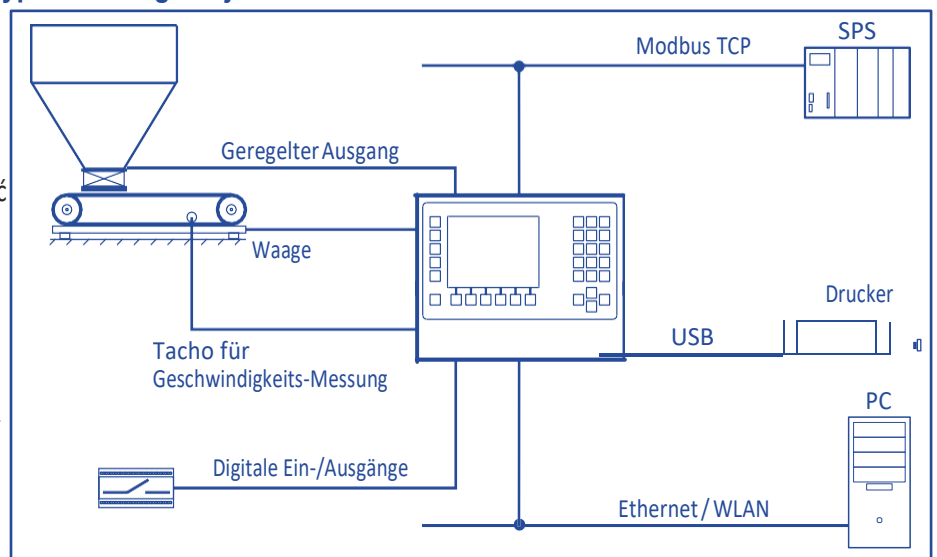 SPS
Modbus TCP
Geregelter Ausgang
Waage
Drucker
USB
Tacho für
Geschwindigkeits-Messung
PC
Digitale Ein-/Ausgänge
Ethernet / WLAN